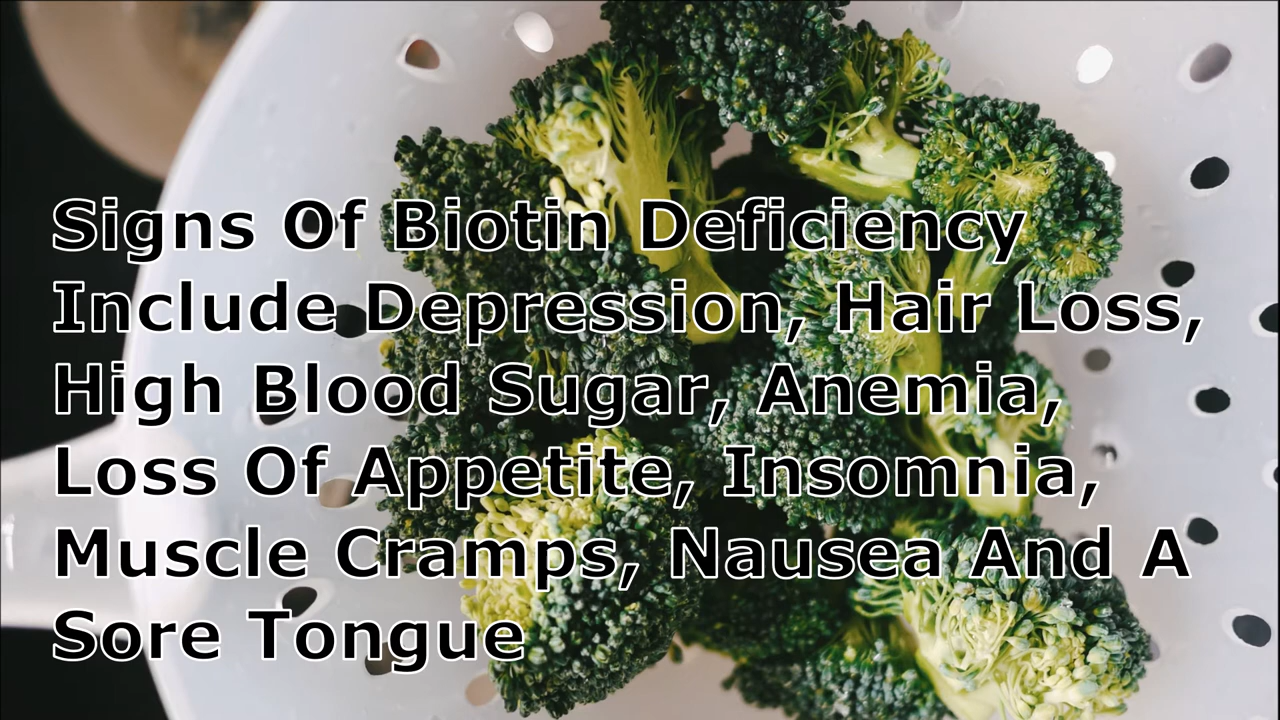 Signs Of Biotin Deficiency
Include Depression, Hair Loss,
High Blood Sugar, Anemia,
Loss Of Appetite, Insomnia,
Muscle Cramps, Nausea And A
Sore Tongue